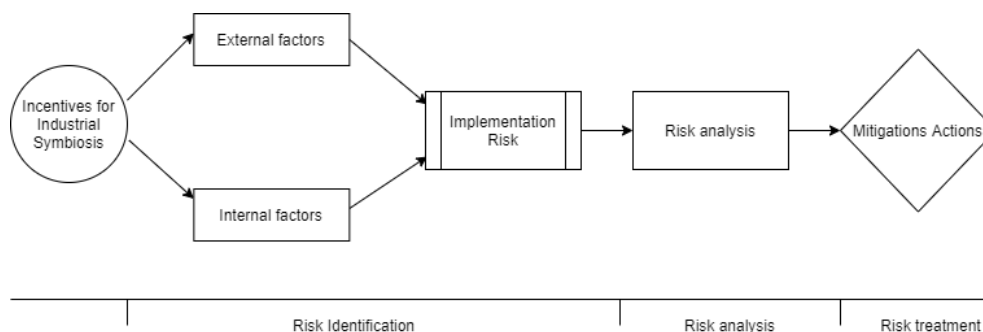 External factors
Incentives for
Industrial
Symbiosis
Implementation
Risk
Risk analysis
Mitigations Actions
Internal factors
Risk Identification
Risk analysis
Risk treatment